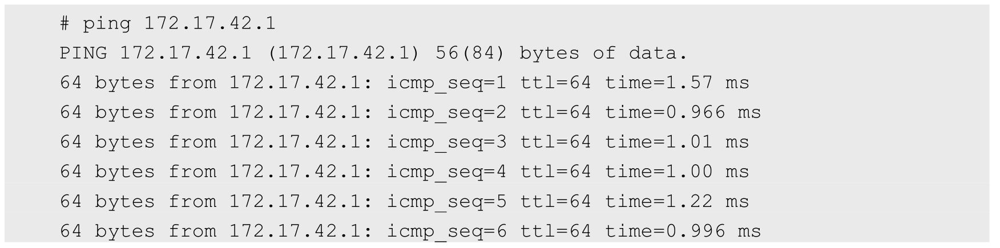 # ping 172.17.42.1
PING 172.17.42.1 (172.17.42.1) 56(84) bytes of data.
64 bytes from 172.17.42.1: icmp_seq=1 ttl=64 time=1.57 ms
64 bytes from 172.17.42.1: icmp_seq=2 ttl=64 time=0.966 ms
64 bytes from 172.17.42.1: icmp_seq=3 ttl=64 time=1.01 ms
64 bytes from 172.17.42.1: icmp_seq=4 ttl=64 time=1.00 ms
64 bytes from 172.17.42.1: icmp_seq=5 ttl=64 time=1.22 ms
64 bytes from 172.17.42.1: icmp_seq=6 ttl=64 time=0.996 ms